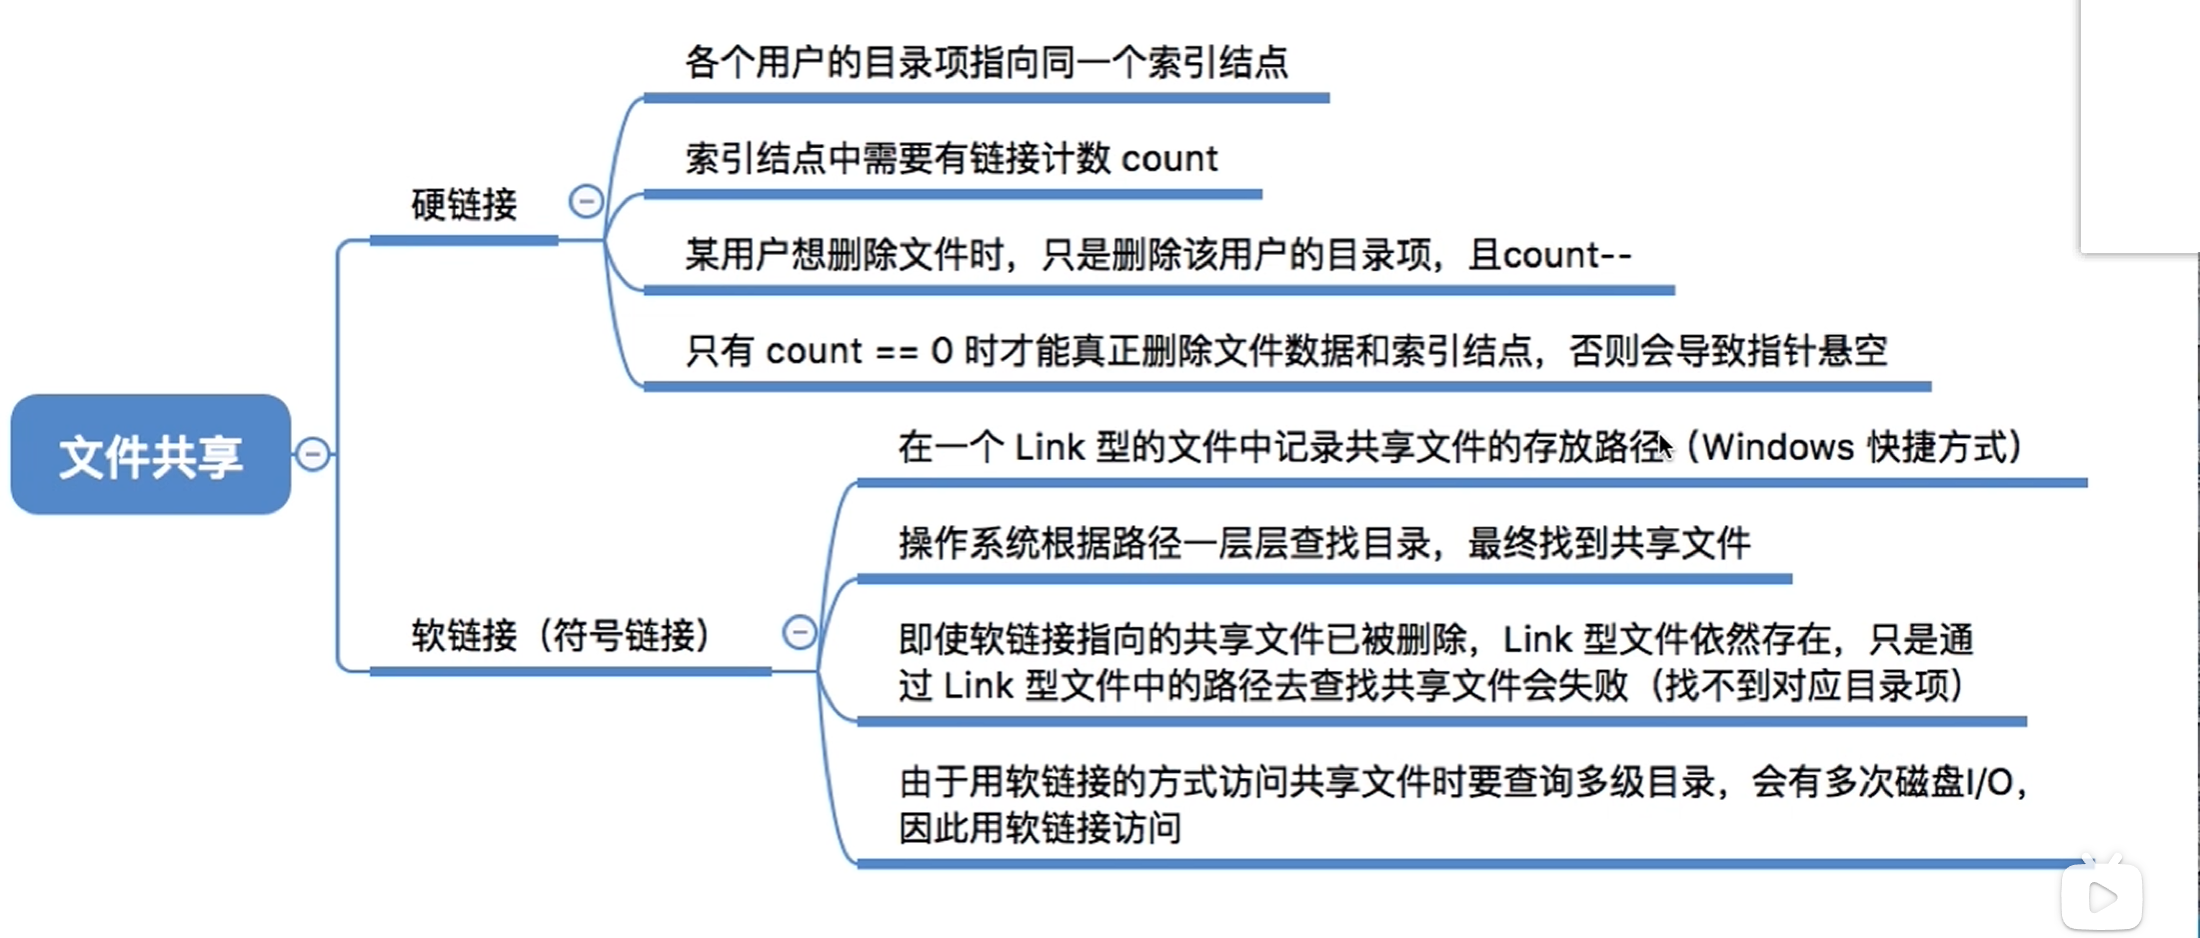 文件共享
硬链接
各个用户的目录项指向同一个索引结点
索引结点中需要有链接计数 count
某用户想删除文件时，只是删除该用户的目录项，且count--
只有 count == 0 时才能真正删除文件数据和索引结点，否则会导致指针悬空
软链接（符号链接）
在一个 Link 型的文件中记录共享文件的存放路径（Windows 快捷方式）
操作系统根据路径一层层查找目录，最终找到共享文件
即使软链接指向的共享文件已被删除，Link 型文件依然存在，只是通
过 Link 型文件中的路径去查找共享文件会失败（找不到对应目录项）
由于用软链接的方式访问共享文件时要查询多级目录，会有多次磁盘I/O，
因此用软链接访问